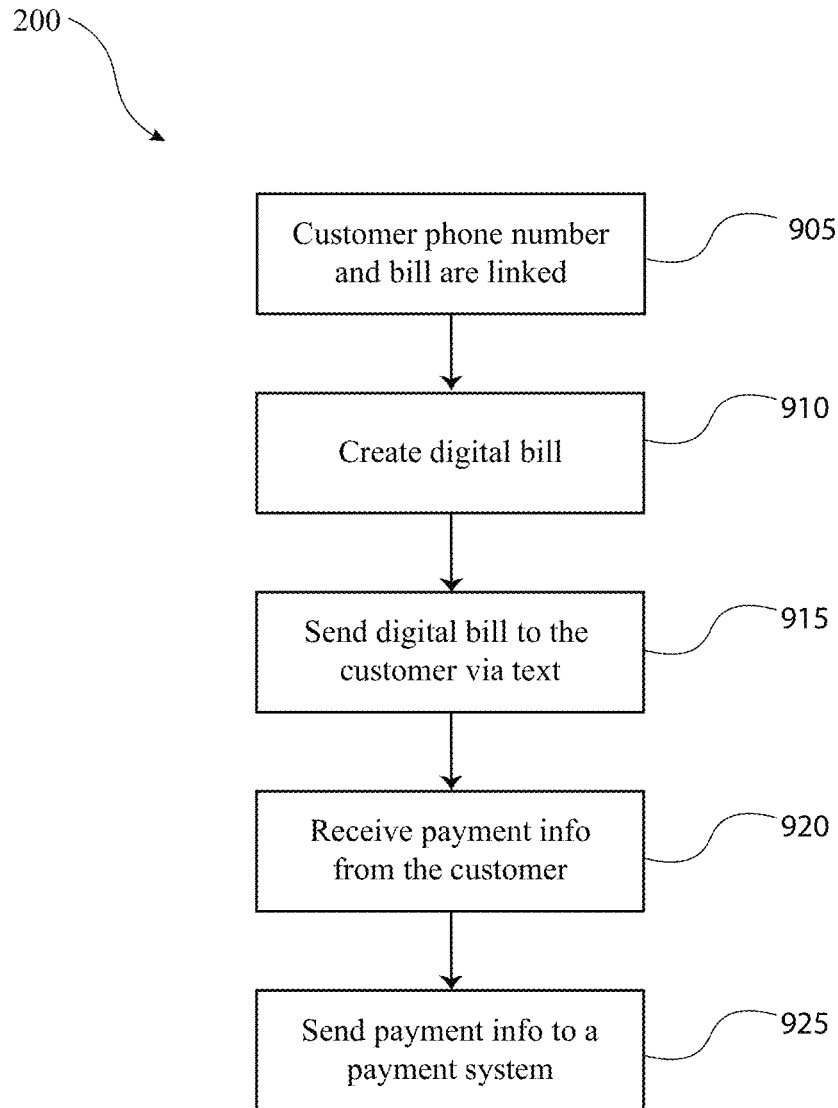 200
Customer phone number
and bill are linked
905
Create digital bill
910
Send digital bill to the
customer via text
915
Receive payment info
from the customer
920
Send payment info to a
payment system
925